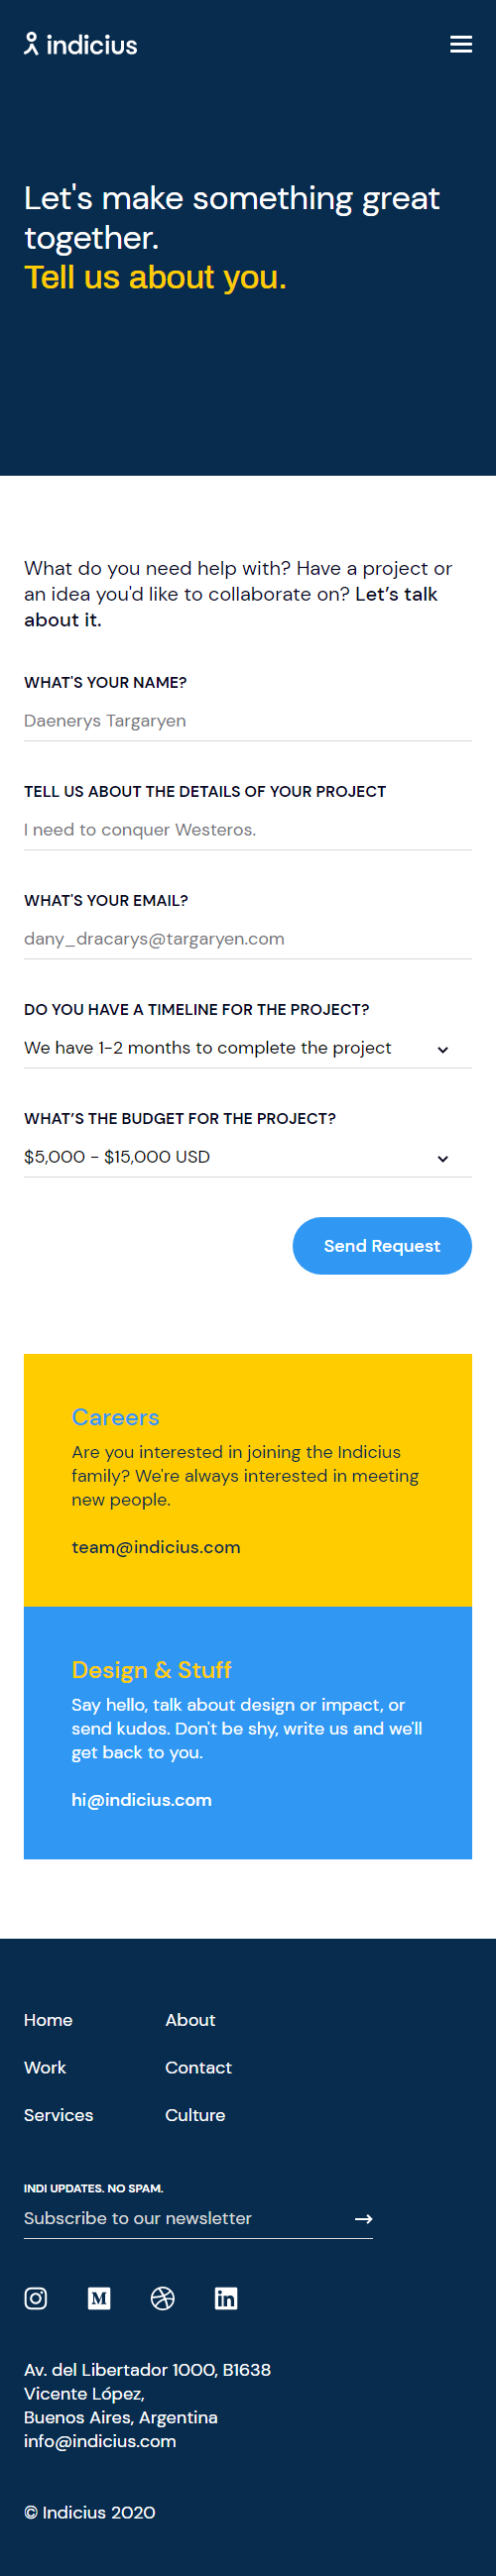 indicius
Let's make something great
together.
Tell us about you.
What do you need help with? Have a project or
an idea you'd like to collaborate on? Let’s talk
about it.
WHAT'S YOUR NAME?
Daenerys Targaryen
TELL US ABOUT THE DETAILS OF YOUR PROJECT
I need to conquer Westeros.
WHAT'S YOUR EMAIL?
dany_dracarys@targaryen.com
DO YOU HAVE A TIMELINE FOR THE PROJECT?
We have 1-2 months to complete the project
WHAT’S THE BUDGET FOR THE PROJECT?
$5,000 - $15,000 USD
Send Request
Careers
Are you interested in joining the Indicius
family? We're always interested in meeting
new people.
team@indicius.com
Design & Stuff
Say hello, talk about design or impact, or
send kudos. Don't be shy, write us and we'll
get back to you.
hi@indicius.com
Home
About
Work
Contact
Services
Culture
INDI UPDATES. NO SPAM.
Subscribe to our newsletter
Av. del Libertador 1000, B1638
Vicente López,
Buenos Aires, Argentina
info@indicius.com
© Indicius 2020